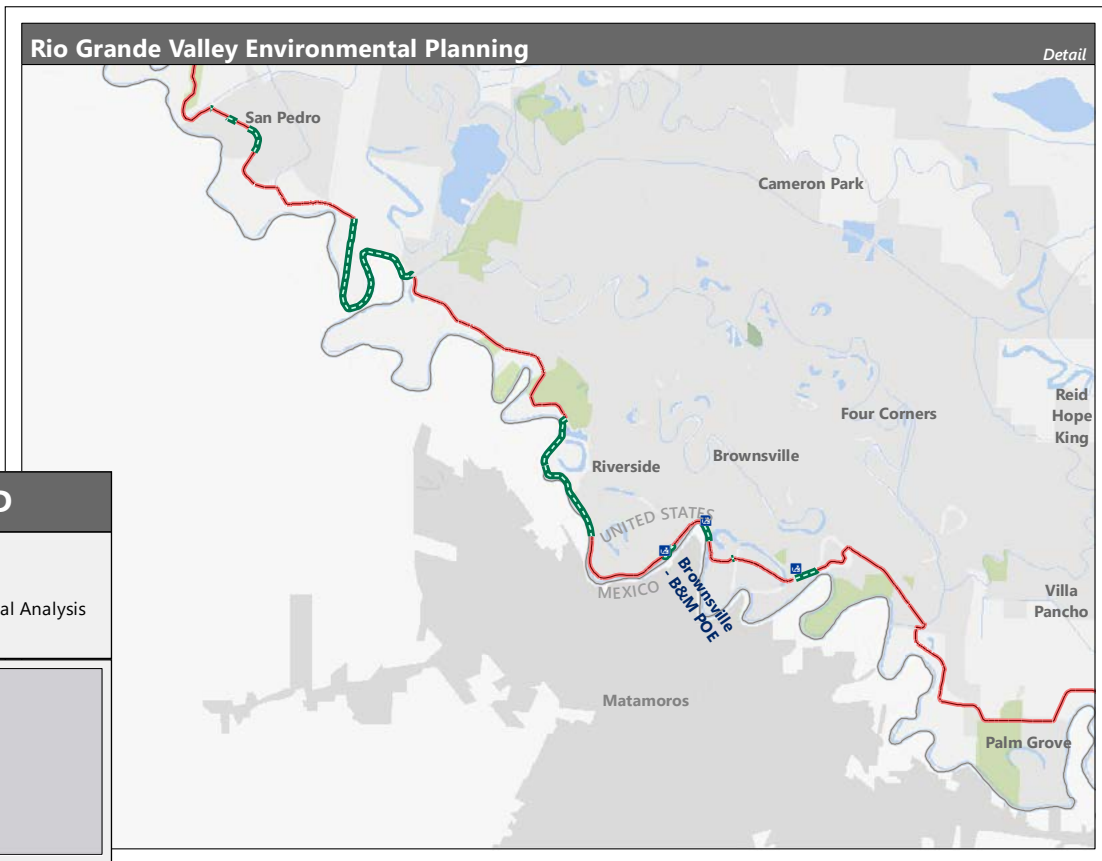 Rio Grande Valley Environmental Planning
Detail
San Pedro
Cameron Park
Reid
Hope
King
Four Corners
Brownsville
Riverside
UNITED STATES
MEXICO
Brownsville
- B&M POE
Villa
Pancho
Matamoros
Palm Grove
al Analysis